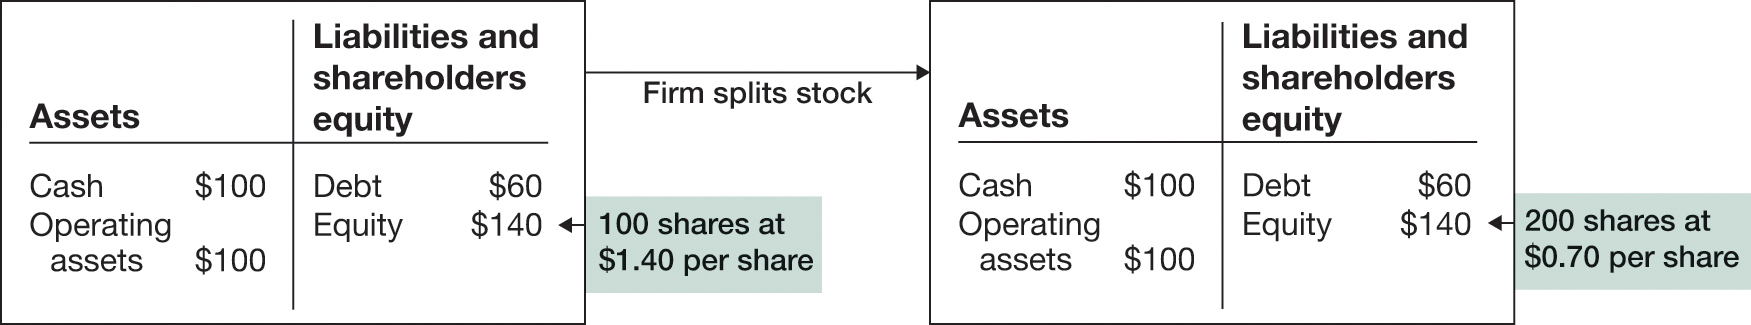 Assets
Liabilities and
shareholders
equity
Cash $100
Operating
assets $100
Debt $60
Equity $140
100 shares at
$1.40 per share
Firm splits stock
Assets
Liabilities and
shareholders
equity
Cash $100
Operating
assets $100
Debt $60
Equity $140
200 shares at
$0.70 per share